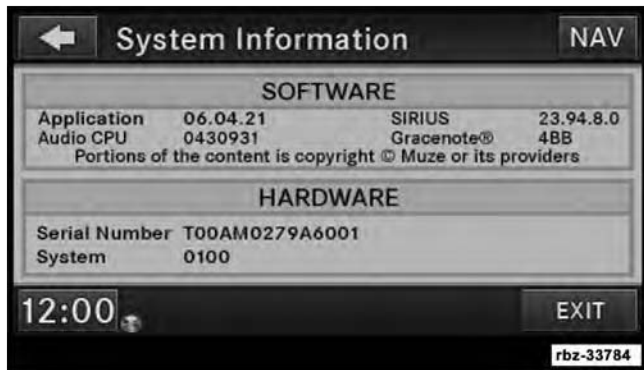 System Information NAV
SOFTWARE
Application 06.04.21 SIRIUS 23.94.8.0
Audio CPU 0430931 Gracenote® 4BB
Portions of the content is copyright © Muze or its providers
HARDWARE
Serial Number T00AM0279A6001
System 0100
12:00 EXIT
rbz-33784